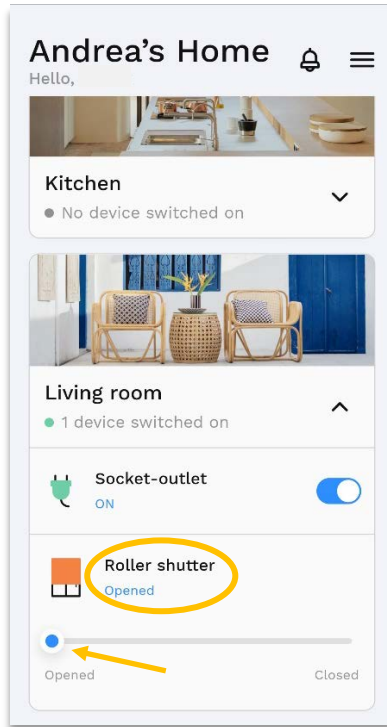 Andrea's Home
Hello,
Kitchen
No device switched on
Living room
1 device switched on
Socket-outlet
ON
Roller shutter
Opened
Opened Closed